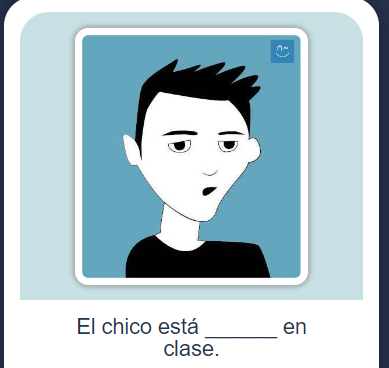 El chico está ______ en
clase.